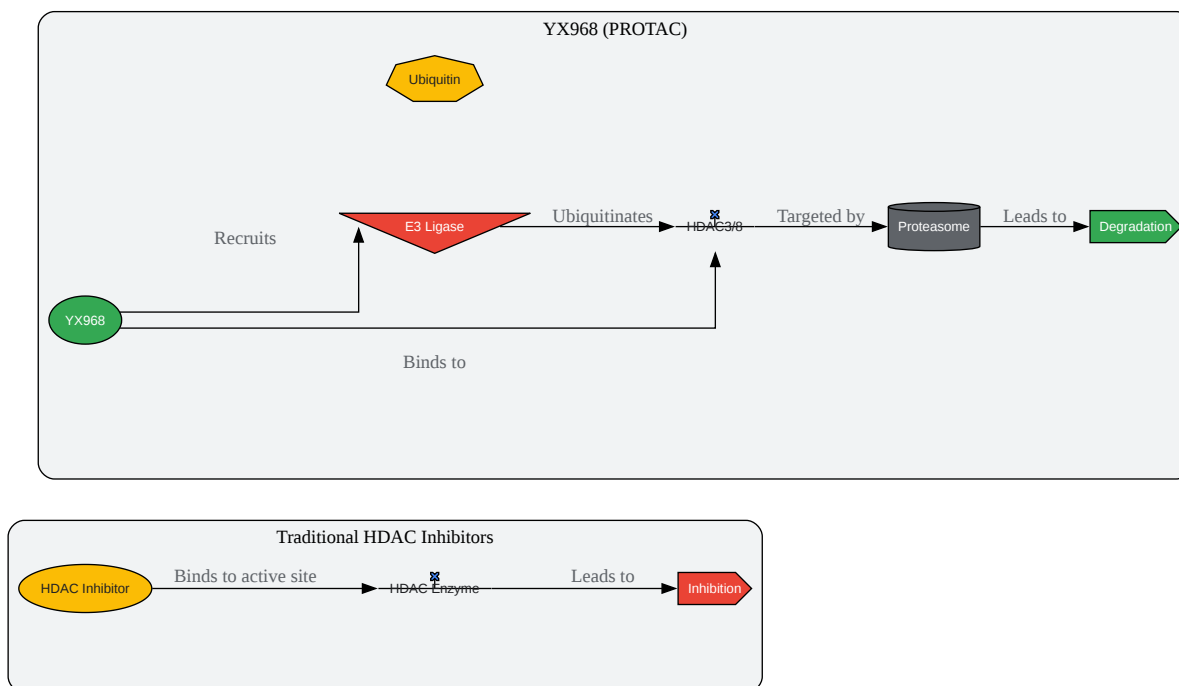 YX968 (PROTAC)
Ubiquitin
Recruits
E3 Ligase
Ubiquitinates
HDAC3/8
Targeted by
Proteasome
Leads to
Degradation
YX968
Binds to
Traditional HDAC Inhibitors
HDAC Inhibitor
Binds to active site
HDAC Enzyme
Leads to
Inhibition